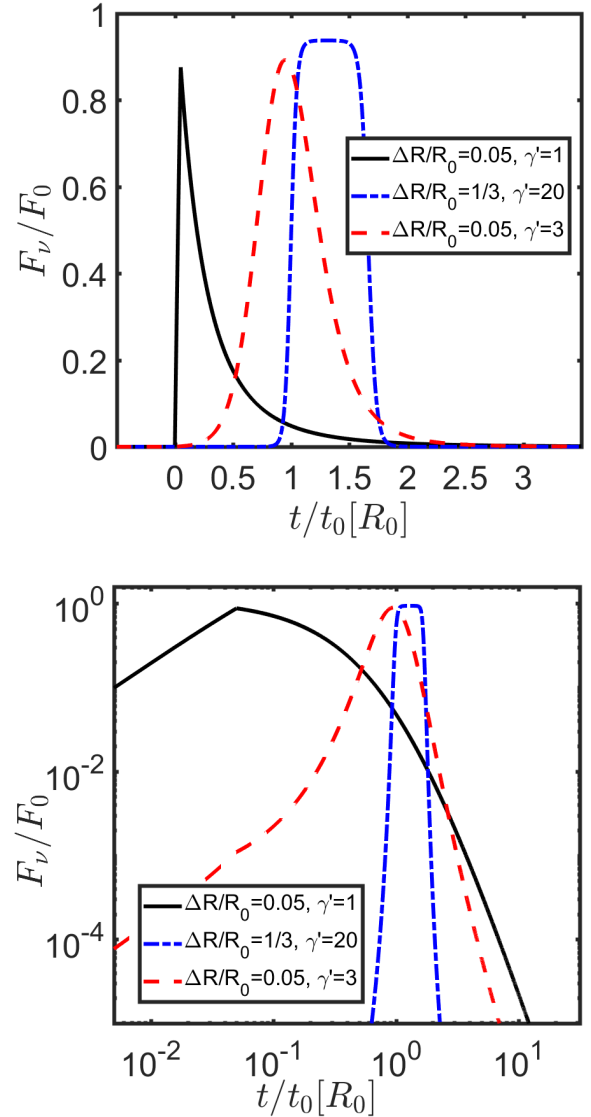 1
0.8
0.6
0.4
0.2
0
F_ν/F_0
ΔR/R_0=0.05, γ'=1
ΔR/R_0=1/3, γ'=20
ΔR/R_0=0.05, γ'=3
0 0.5 1 1.5 2 2.5 3
t/t_0[R_0]
10^0
10^-2
10^-4
F_ν/F_0
ΔR/R_0=0.05, γ'=1
ΔR/R_0=1/3, γ'=20
ΔR/R_0=0.05, γ'=3
10^-2 10^-1 10^0 10^1
t/t_0[R_0]